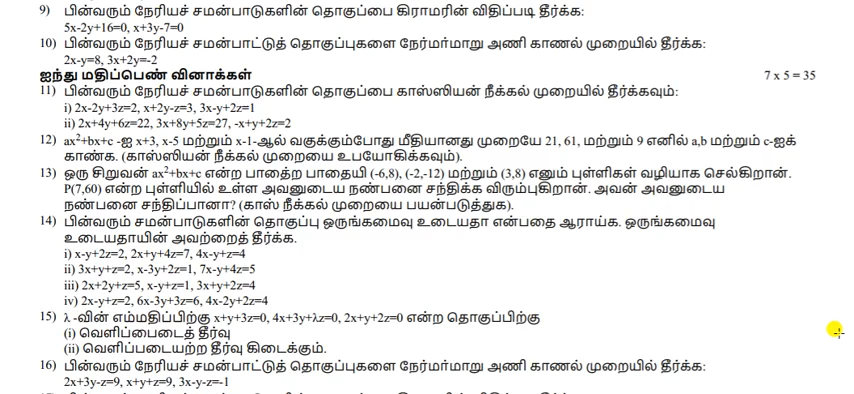 9) பின்வரும் நேரியச் சமன்பாடுகளின் தொகுப்பை கிராமரின் விதிப்படி தீர்க்க:
5x-2y+16=0, x+3y-7=0
10) பின்வரும் நேரியச் சமன்பாட்டுத் தொகுப்புகளை நேர்மாறு அணி காணல் முறையில் தீர்க்க:
2x-y=8, 3x+2y=-2
ஐந்து மதிப்பெண் வினாக்கள் 7 x 5 = 35
11) பின்வரும் நேரியச் சமன்பாடுகளின் தொகுப்பை காஸ்ஸியன் நீக்கல் முறையில் தீர்க்கவும்:
i) 2x-2y+3z=2, x+2y-z=3, 3x-y+2z=1
ii) 2x+4y+6z=22, 3x+8y+5z=27, -x+y+2z=2
12) ax²+bx+c -ஐ x+3, x-5 மற்றும் x-1-ஆல் வகுக்கும்போது மீதியானது முறையே 21, 61, மற்றும் 9 எனில் a,b மற்றும் c-ஐக்
காண்க. (காஸ்ஸியன் நீக்கல் முறையை உபயோகிக்கவும்).
13) ஒரு சிறுவன் ax²+bx+c என்ற பாதைற பாதையி (-6,8), (-2,-12) மற்றும் (3,8) எனும் புள்ளிகள் வழியாக செல்கிறான்.
P(7,60) என்ற புள்ளியில் உள்ள அவனுடைய நண்பனை சந்திக்க விரும்புகிறான். அவன் அவனுடைய
நண்பனை சந்திப்பானா? (காஸ் நீக்கல் முறையை பயன்படுத்துக).
14) பின்வரும் சமன்பாடுகளின் தொகுப்பு ஒருங்கமைவு உடையதா என்பதை ஆராய்க. ஒருங்கமைவு
உடையதாயின் அவற்றைத் தீர்க்க.
i) x-y+2z=2, 2x+y+4z=7, 4x-y+z=4
ii) 3x+y+z=2, x-3y+2z=1, 7x-y+4z=5
iii) 2x+2y+z=5, x-y+z=1, 3x+y+2z=4
iv) 2x-y+z=2, 6x-3y+3z=6, 4x-2y+2z=4
15) λ -வின் எம்மதிப்பிற்கு x+y+3z=0, 4x+3y+λz=0, 2x+y+2z=0 என்ற தொகுப்பிற்கு
(i) வெளிப்பைடைத் தீர்வு
(ii) வெளிப்படையற்ற தீர்வு கிடைக்கும்.
16) பின்வரும் நேரியச் சமன்பாட்டுத் தொகுப்புகளை நேர்மாறு அணி காணல் முறையில் தீர்க்க:
2x+3y-z=9, x+y+z=9, 3x-y-z=-1